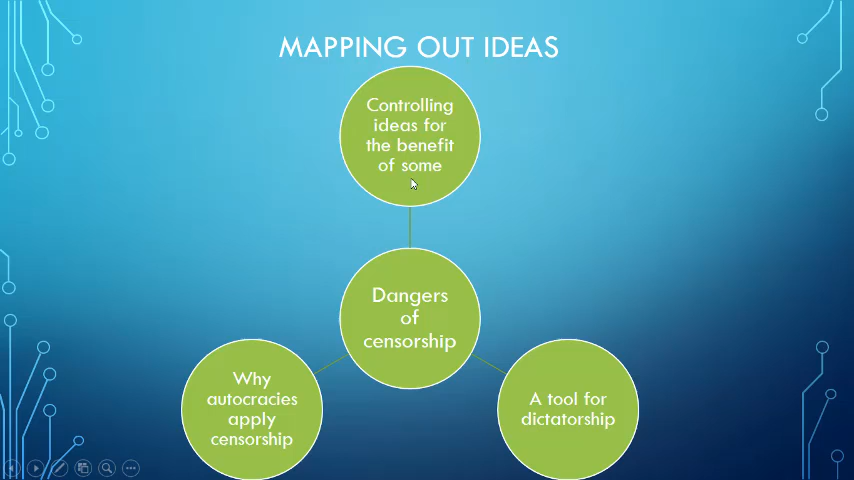 MAPPING OUT IDEAS
Controlling
ideas for
the benefit
of some
Dangers
of
censorship
Why
autocracies
apply
censorship
A tool for
dictatorship